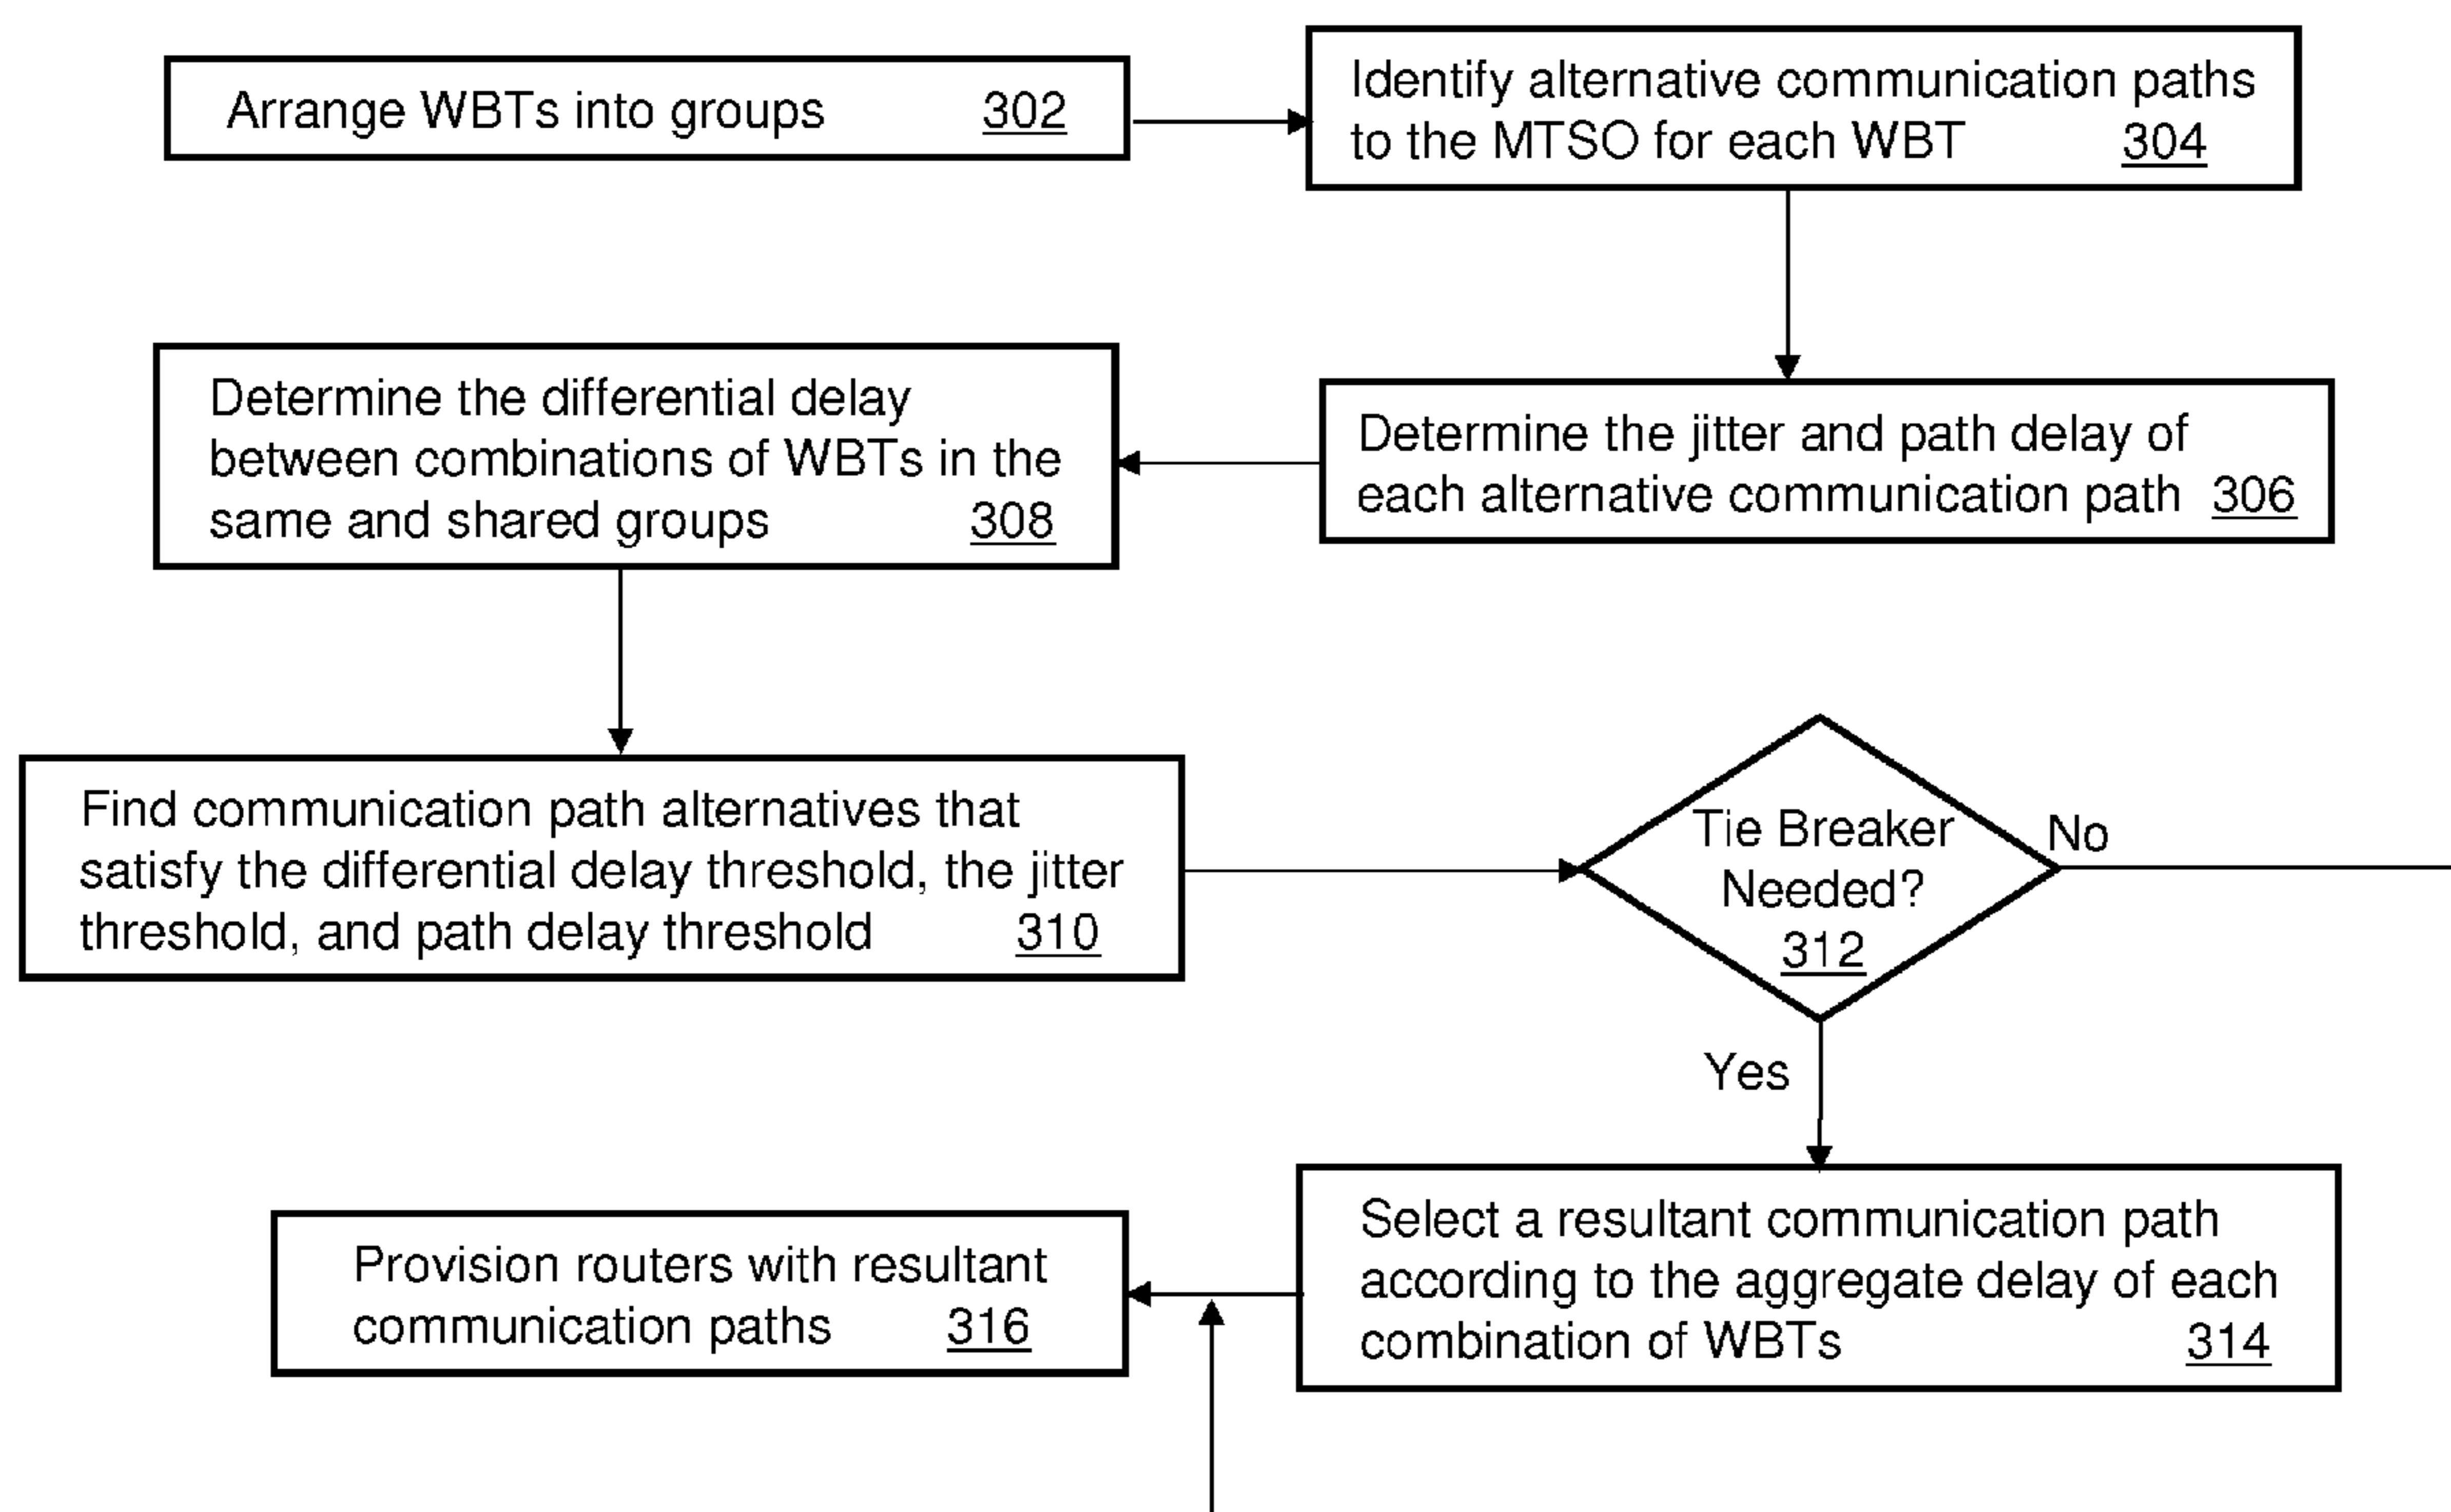 Arrange WBTs into groups 302
Identify alternative communication paths
to the MTSO for each WBT 304
Determine the jitter and path delay of
each alternative communication path 306
Determine the differential delay
between combinations of WBTs in the
same and shared groups 308
Find communication path alternatives that
satisfy the differential delay threshold, the jitter
threshold, and path delay threshold 310
Tie Breaker
Needed?
312
No
Yes
Select a resultant communication path
according to the aggregate delay of each
combination of WBTs 314
Provision routers with resultant
communication paths 316